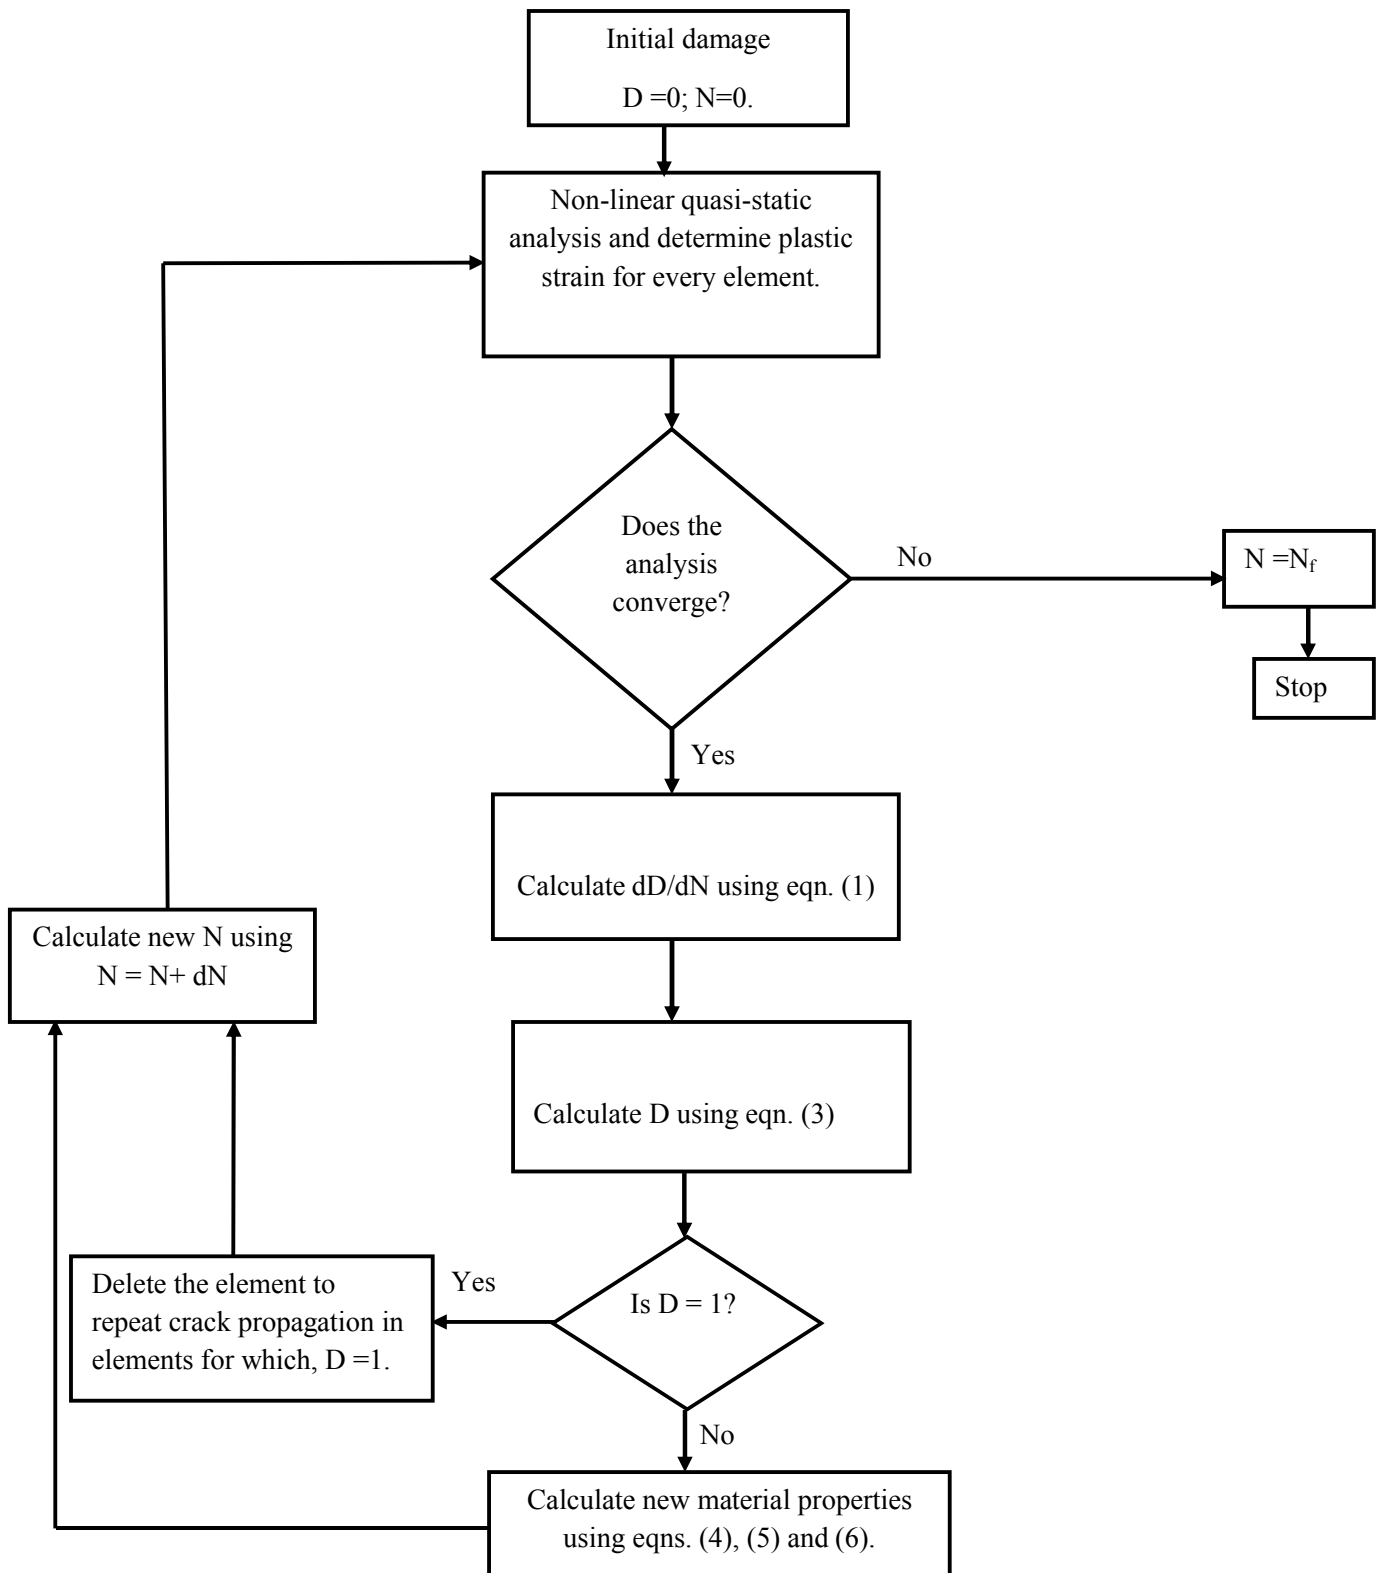 Initial damage
D =0; N=0.
Non-linear quasi-static
analysis and determine plastic
strain for every element.
Does the
analysis
converge?
No
N =Nf
Stop
Yes
Calculate dD/dN using eqn. (1)
Calculate new N using
N = N+ dN
Calculate D using eqn. (3)
Delete the element to
repeat crack propagation in
elements for which, D =1.
Yes
Is D = 1?
No
Calculate new material properties
using eqns. (4), (5) and (6).